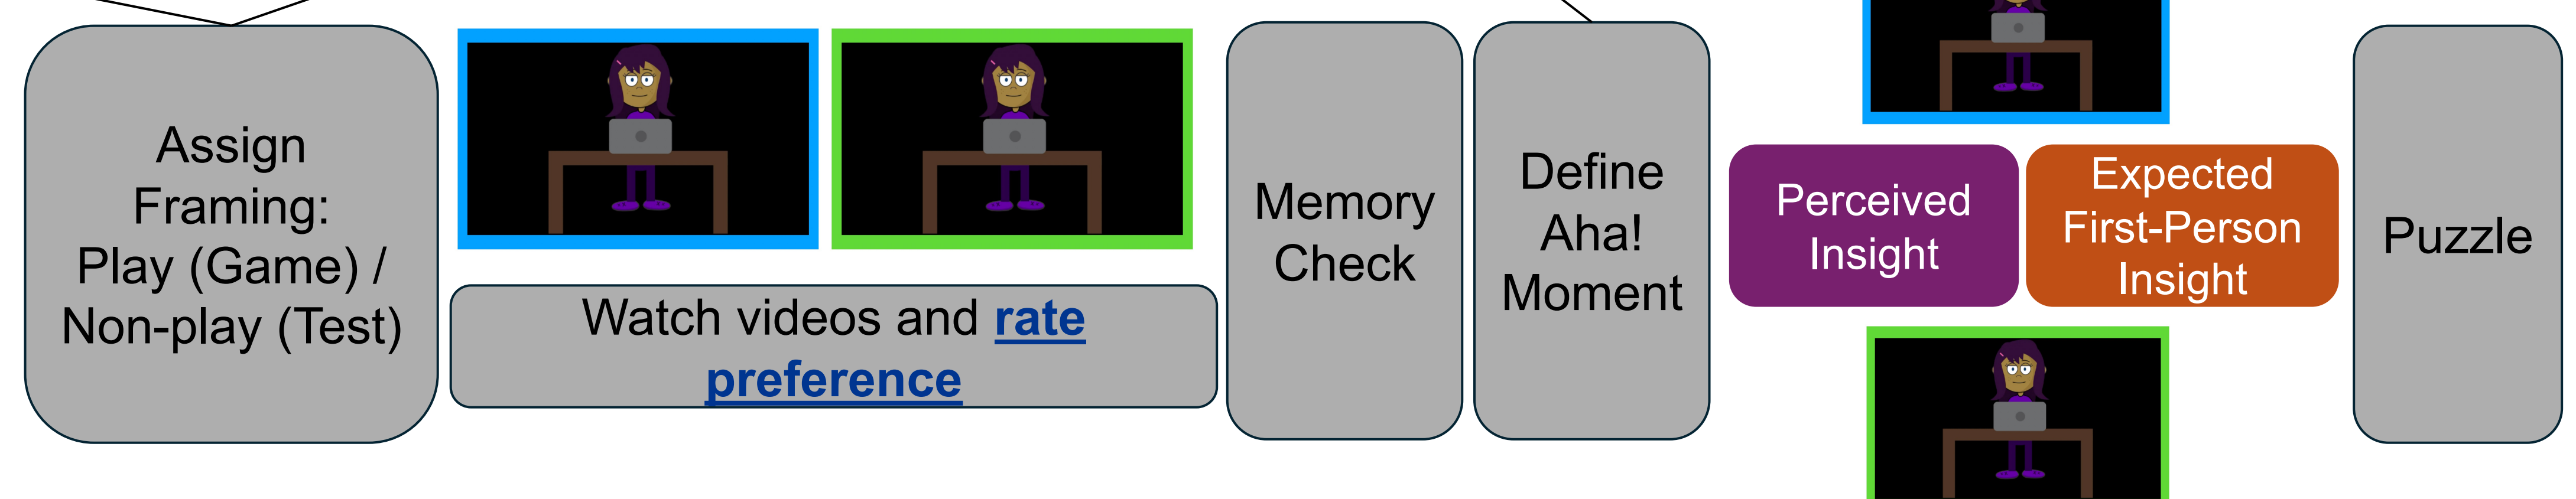 Assign
Framing:
Play (Game) /
Non-play (Test)
Watch videos and rate
preference
Memory
Check
Define
Aha!
Moment
Perceived
Insight
Expected
First-Person
Insight
Puzzle